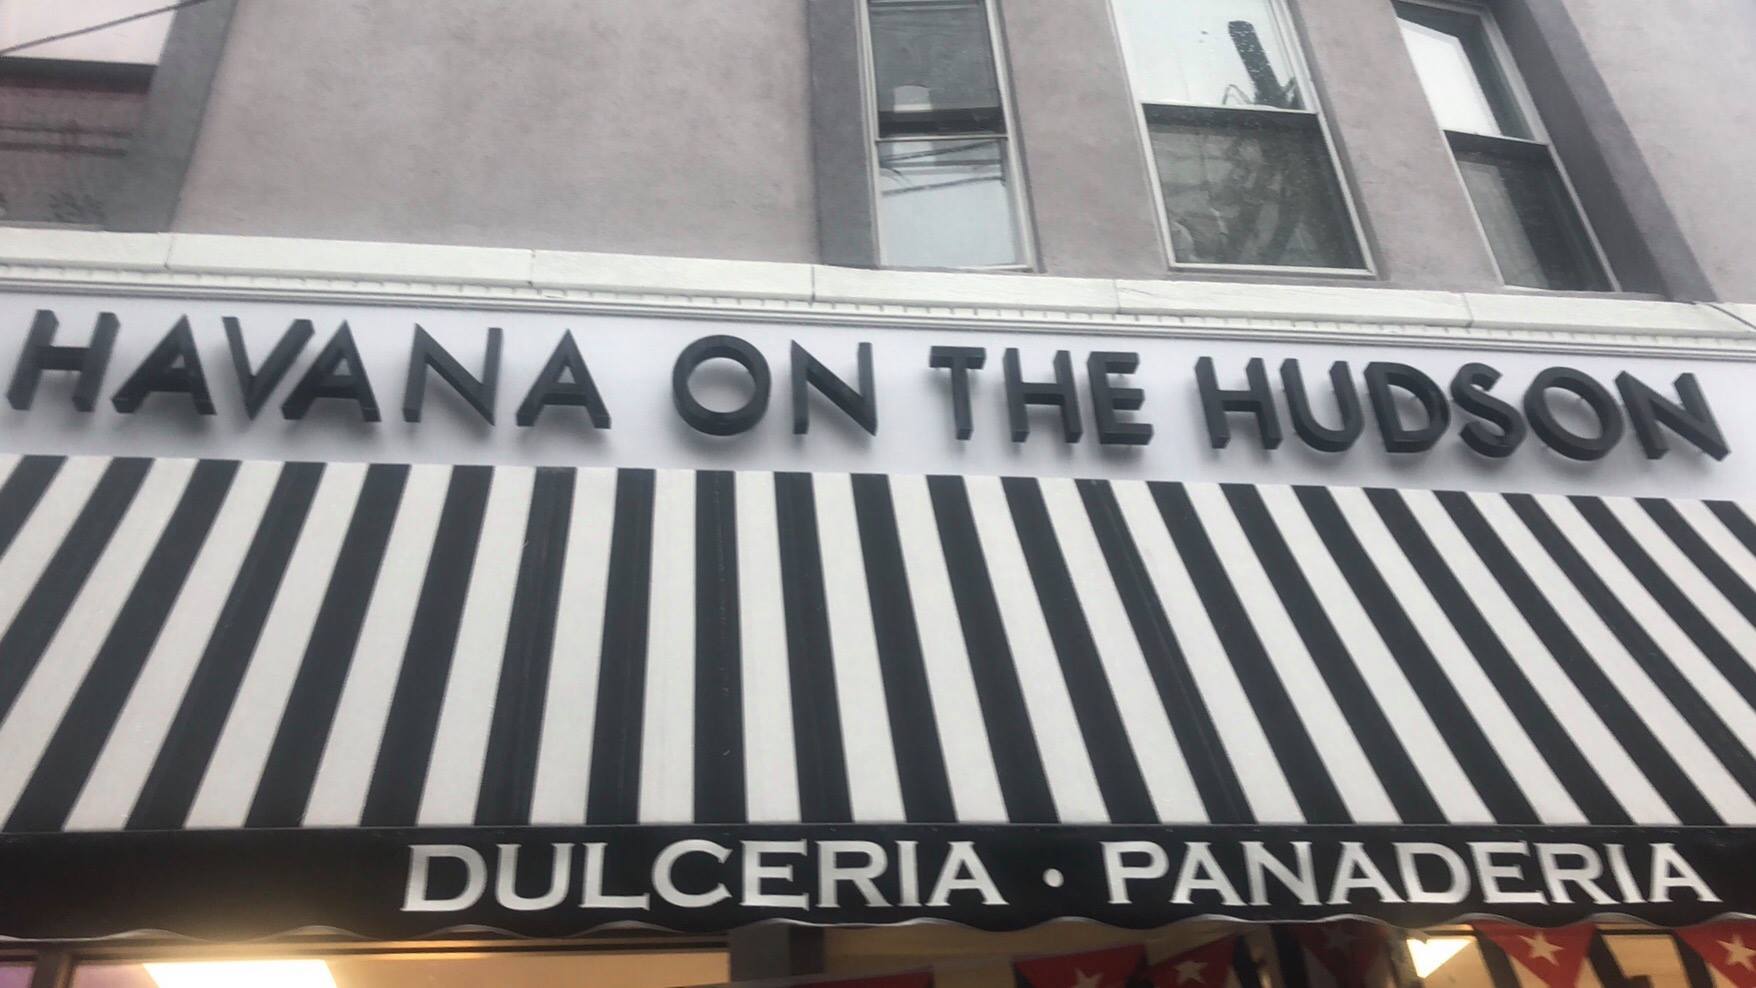 HAVANA ON THE HUDSON
DULCERIA • PANADERIA